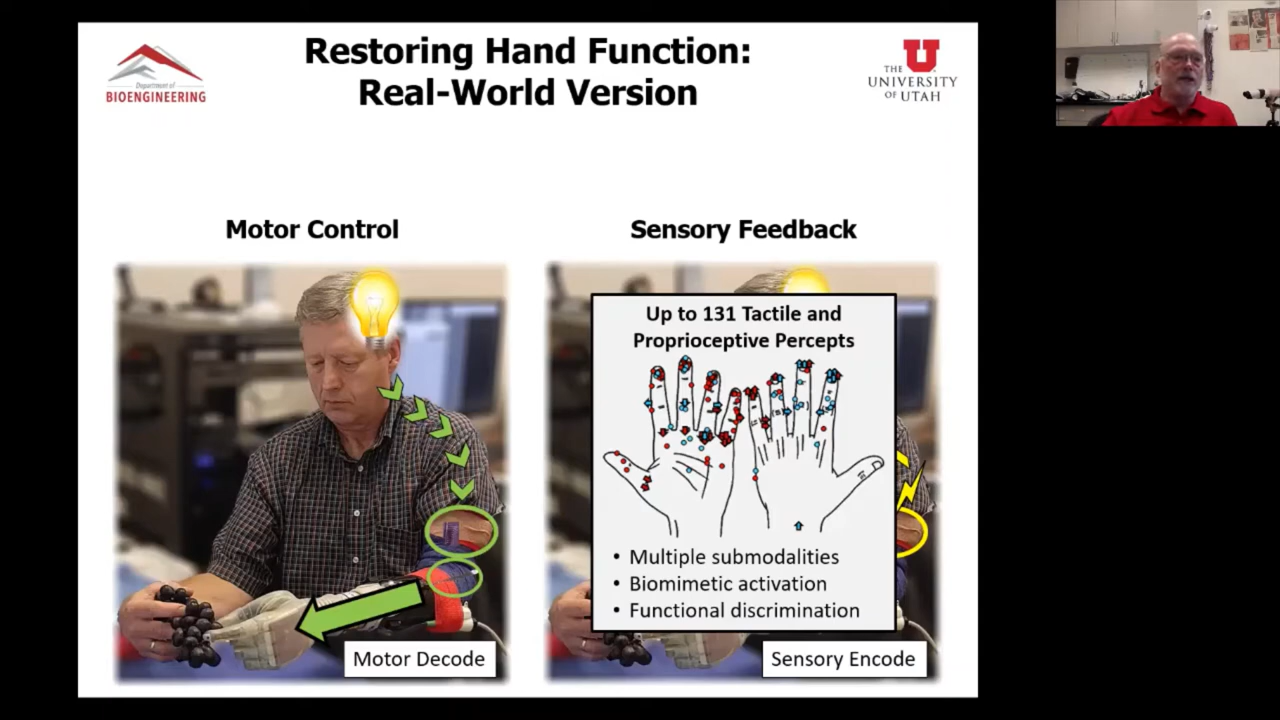 Restoring Hand Function:
Real-World Version
Department of
BIOENGINEERING
THE
UNIVERSITY
OF UTAH
Motor Control
Sensory Feedback
Motor Decode
Up to 131 Tactile and
Proprioceptive Percepts
• Multiple submodalities
• Biomimetic activation
• Functional discrimination
Sensory Encode